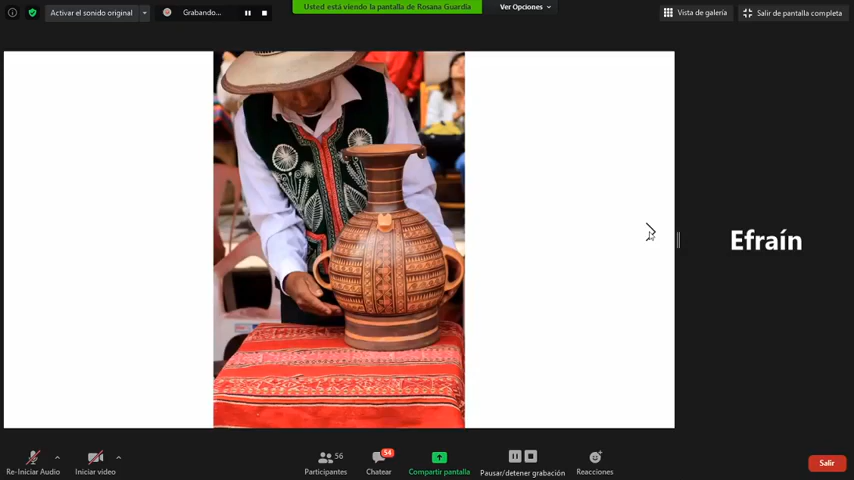 Activar el sonido original
Grabando...
Usted está viendo la pantalla de Rosana Guardia
Ver Opciones
Vista de galería
Salir de pantalla completa
Efraín
Re-Iniciar Audio
Iniciar video
56
Participantes
54
Chatear
Compartir pantalla
Pausar/detener grabación
Reacciones
Salir